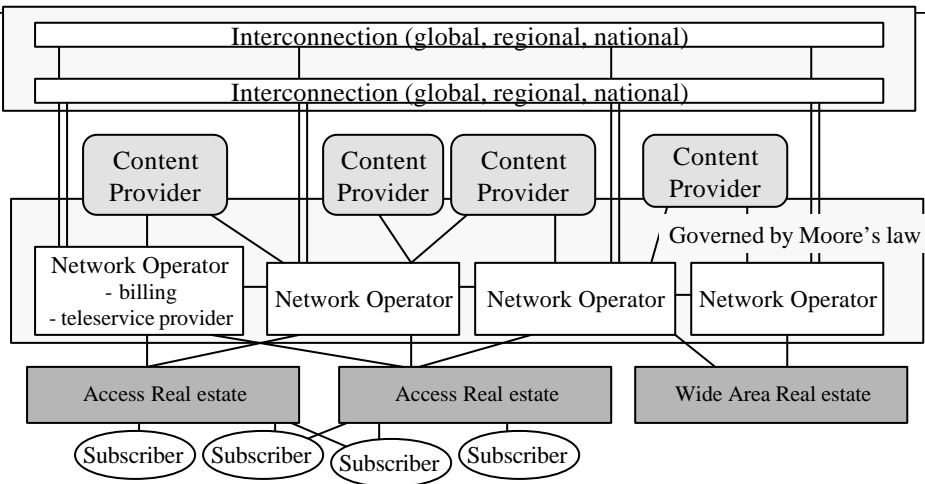 Interconnection (global, regional, national)
Interconnection (global, regional, national)
Content
Provider
Content
Provider
Content
Provider
Content
Provider
Governed by Moore’s law
Network Operator
- billing
- teleservice provider
Network Operator
Network Operator
Network Operator
Access Real estate
Access Real estate
Wide Area Real estate
Subscriber
Subscriber
Subscriber
Subscriber